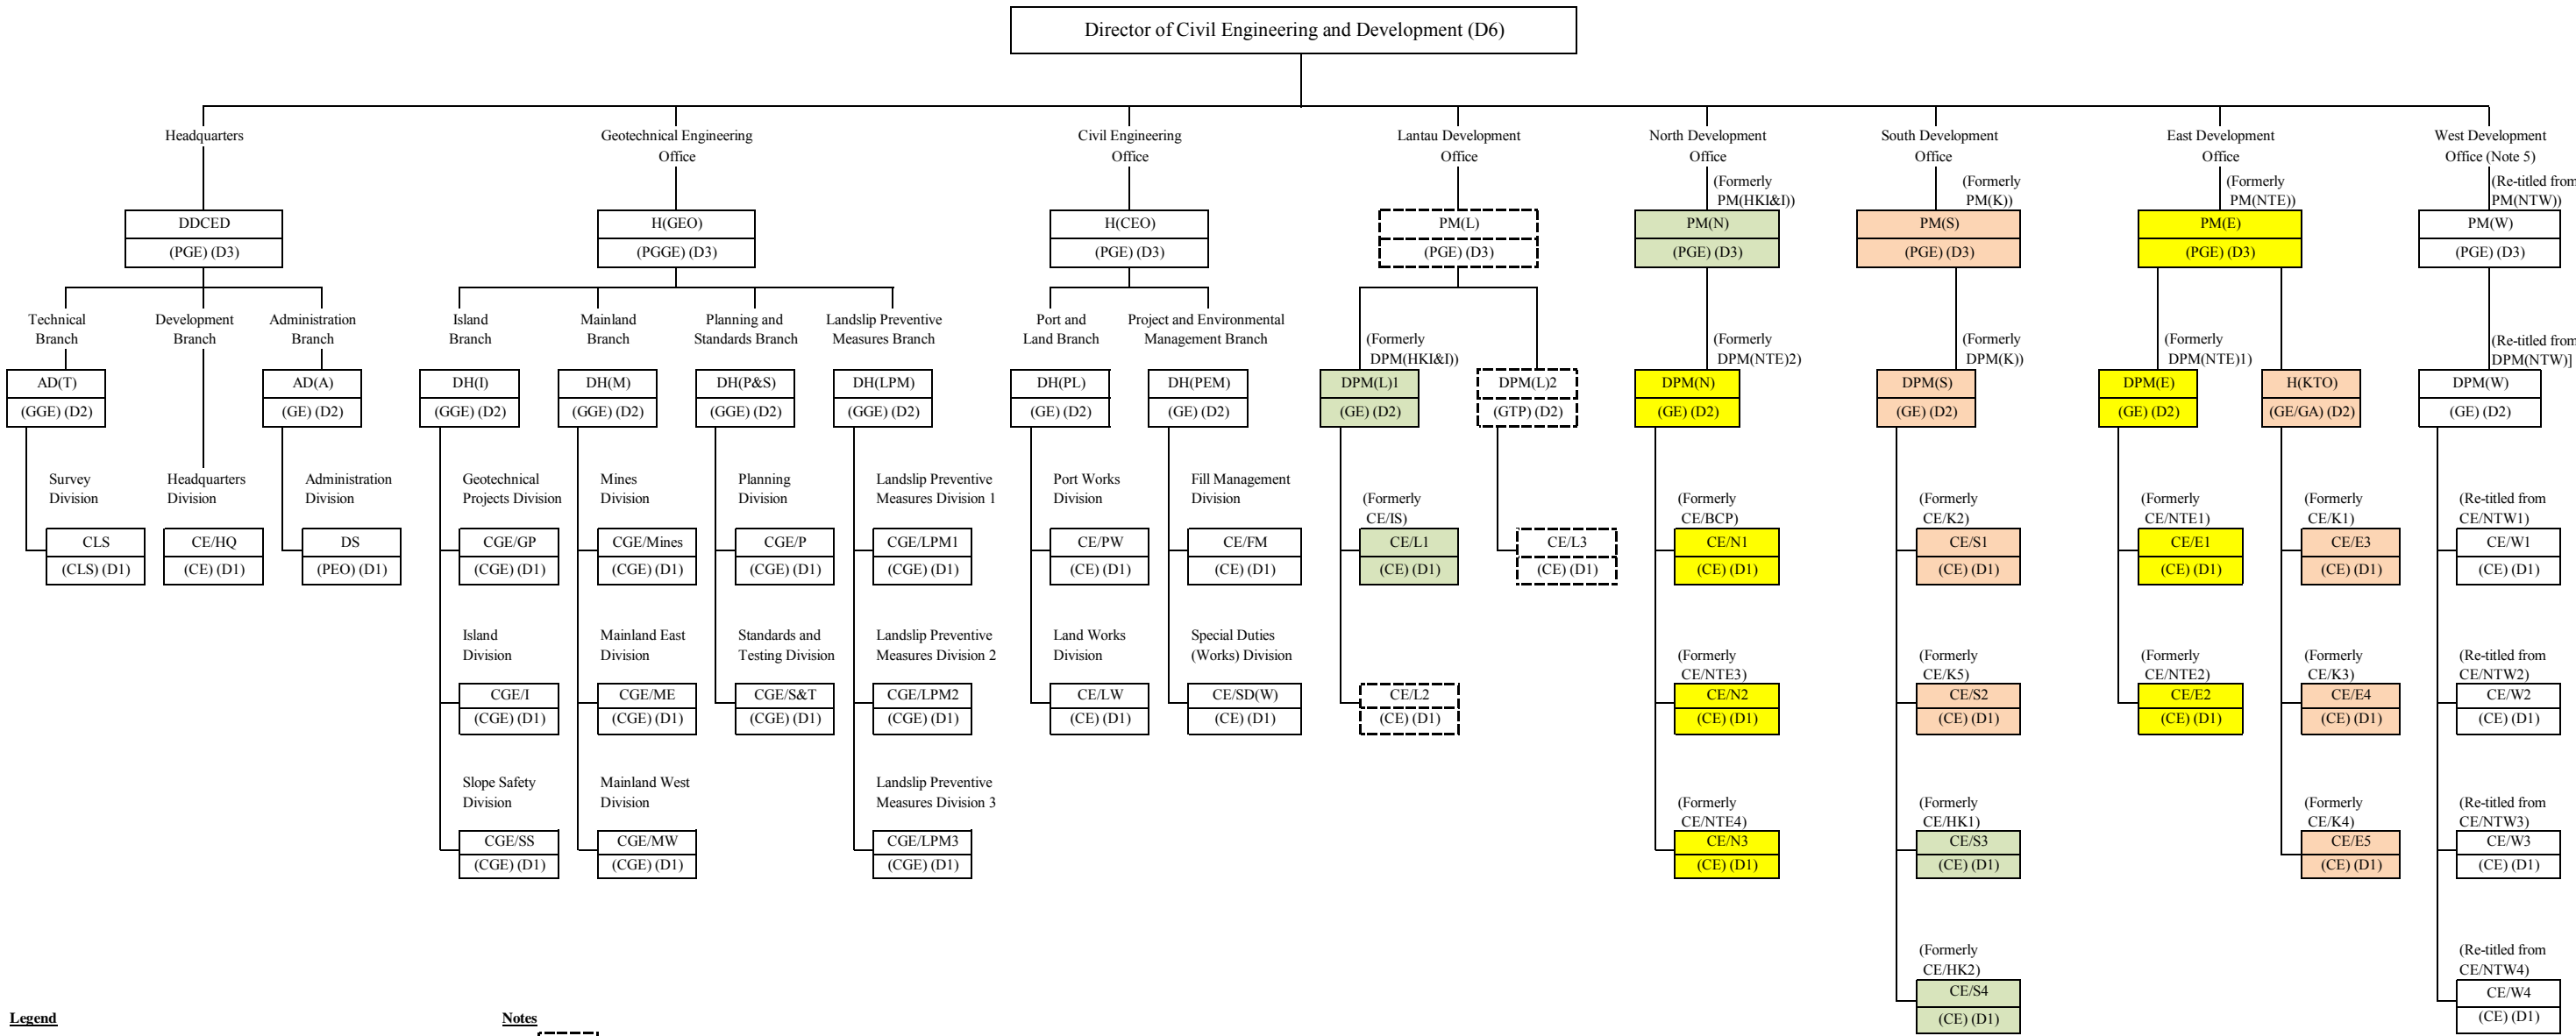 Director of Civil Engineering and Development (D6)
Headquarters
DDCED
(PGE) (D3)
Technical
Branch
AD(T)
(GGE) (D2)
Survey
Division
CLS
(CLS) (D1)
Development
Branch
Headquarters
Division
CE/HQ
(CE) (D1)
Administration
Branch
AD(A)
(GE) (D2)
Administration
Division
DS
(PEO) (D1)
Geotechnical Engineering
Office
H(GEO)
(PGGE) (D3)
Island
Branch
DH(I)
(GGE) (D2)
Geotechnical
Projects Division
CGE/GP
(CGE) (D1)
Island
Division
CGE/I
(CGE) (D1)
Slope Safety
Division
CGE/SS
(CGE) (D1)
Mainland
Branch
DH(M)
(GGE) (D2)
Mines
Division
CGE/Mines
(CGE) (D1)
Mainland East
Division
CGE/ME
(CGE) (D1)
Mainland West
Division
CGE/MW
(CGE) (D1)
Planning and
Standards Branch
DH(P&S)
(GGE) (D2)
Planning
Division
CGE/P
(CGE) (D1)
Standards and
Testing Division
CGE/S&T
(CGE) (D1)
Landslip Preventive
Measures Branch
DH(LPM)
(GGE) (D2)
Landslip Preventive
Measures Division 1
CGE/LPM1
(CGE) (D1)
Landslip Preventive
Measures Division 2
CGE/LPM2
(CGE) (D1)
Landslip Preventive
Measures Division 3
CGE/LPM3
(CGE) (D1)
Civil Engineering
Office
H(CEO)
(PGE) (D3)
Port and
Land Branch
DH(PL)
(GE) (D2)
Port Works
Division
CE/PW
(CE) (D1)
Land Works
Division
CE/LW
(CE) (D1)
Project and Environmental
Management Branch
DH(PEM)
(GE) (D2)
Fill Management
Division
CE/FM
(CE) (D1)
Special Duties
(Works) Division
CE/SD(W)
(CE) (D1)
Lantau Development
Office
PM(L)
(PGE) (D3)
(Formerly
DPM(HKI&I))
DPM(L)1
(GE) (D2)
(Formerly
CE/IS)
CE/L1
(CE) (D1)
CE/L2
(CE) (D1)
DPM(L)2
(GTP) (D2)
CE/L3
(CE) (D1)
North Development
Office
(Formerly
PM(HKI&I))
PM(N)
(PGE) (D3)
(Formerly
DPM(NTE)2)
DPM(N)
(GE) (D2)
(Formerly
CE/BCP)
CE/N1
(CE) (D1)
(Formerly
CE/NTE3)
CE/N2
(CE) (D1)
(Formerly
CE/NTE4)
CE/N3
(CE) (D1)
South Development
Office
(Formerly
PM(K))
PM(S)
(PGE) (D3)
(Formerly
DPM(K))
DPM(S)
(GE) (D2)
(Formerly
CE/K2)
CE/S1
(CE) (D1)
(Formerly
CE/K5)
CE/S2
(CE) (D1)
(Formerly
CE/HK1)
CE/S3
(CE) (D1)
(Formerly
CE/HK2)
CE/S4
(CE) (D1)
East Development
Office
(Formerly
PM(NTE))
PM(E)
(PGE) (D3)
(Formerly
DPM(NTE)1)
DPM(E)
(GE) (D2)
(Formerly
CE/NTE1)
CE/E1
(CE) (D1)
(Formerly
CE/NTE2)
CE/E2
(CE) (D1)
H(KTO)
(GE/GA) (D2)
(Formerly
CE/K1)
CE/E3
(CE) (D1)
(Formerly
CE/K3)
CE/E4
(CE) (D1)
(Formerly
CE/K4)
CE/E5
(CE) (D1)
West Development
Office (Note 5)
(Re-titled from
PM(NTW))
PM(W)
(PGE) (D3)
(Re-titled from
DPM(NTW)]
DPM(W)
(GE) (D2)
(Re-titled from
CE/NTW1)
CE/W1
(CE) (D1)
(Re-titled from
CE/NTW2)
CE/W2
(CE) (D1)
(Re-titled from
CE/NTW3)
CE/W3
(CE) (D1)
(Re-titled from
CE/NTW4)
CE/W4
(CE) (D1)
Legend
Notes